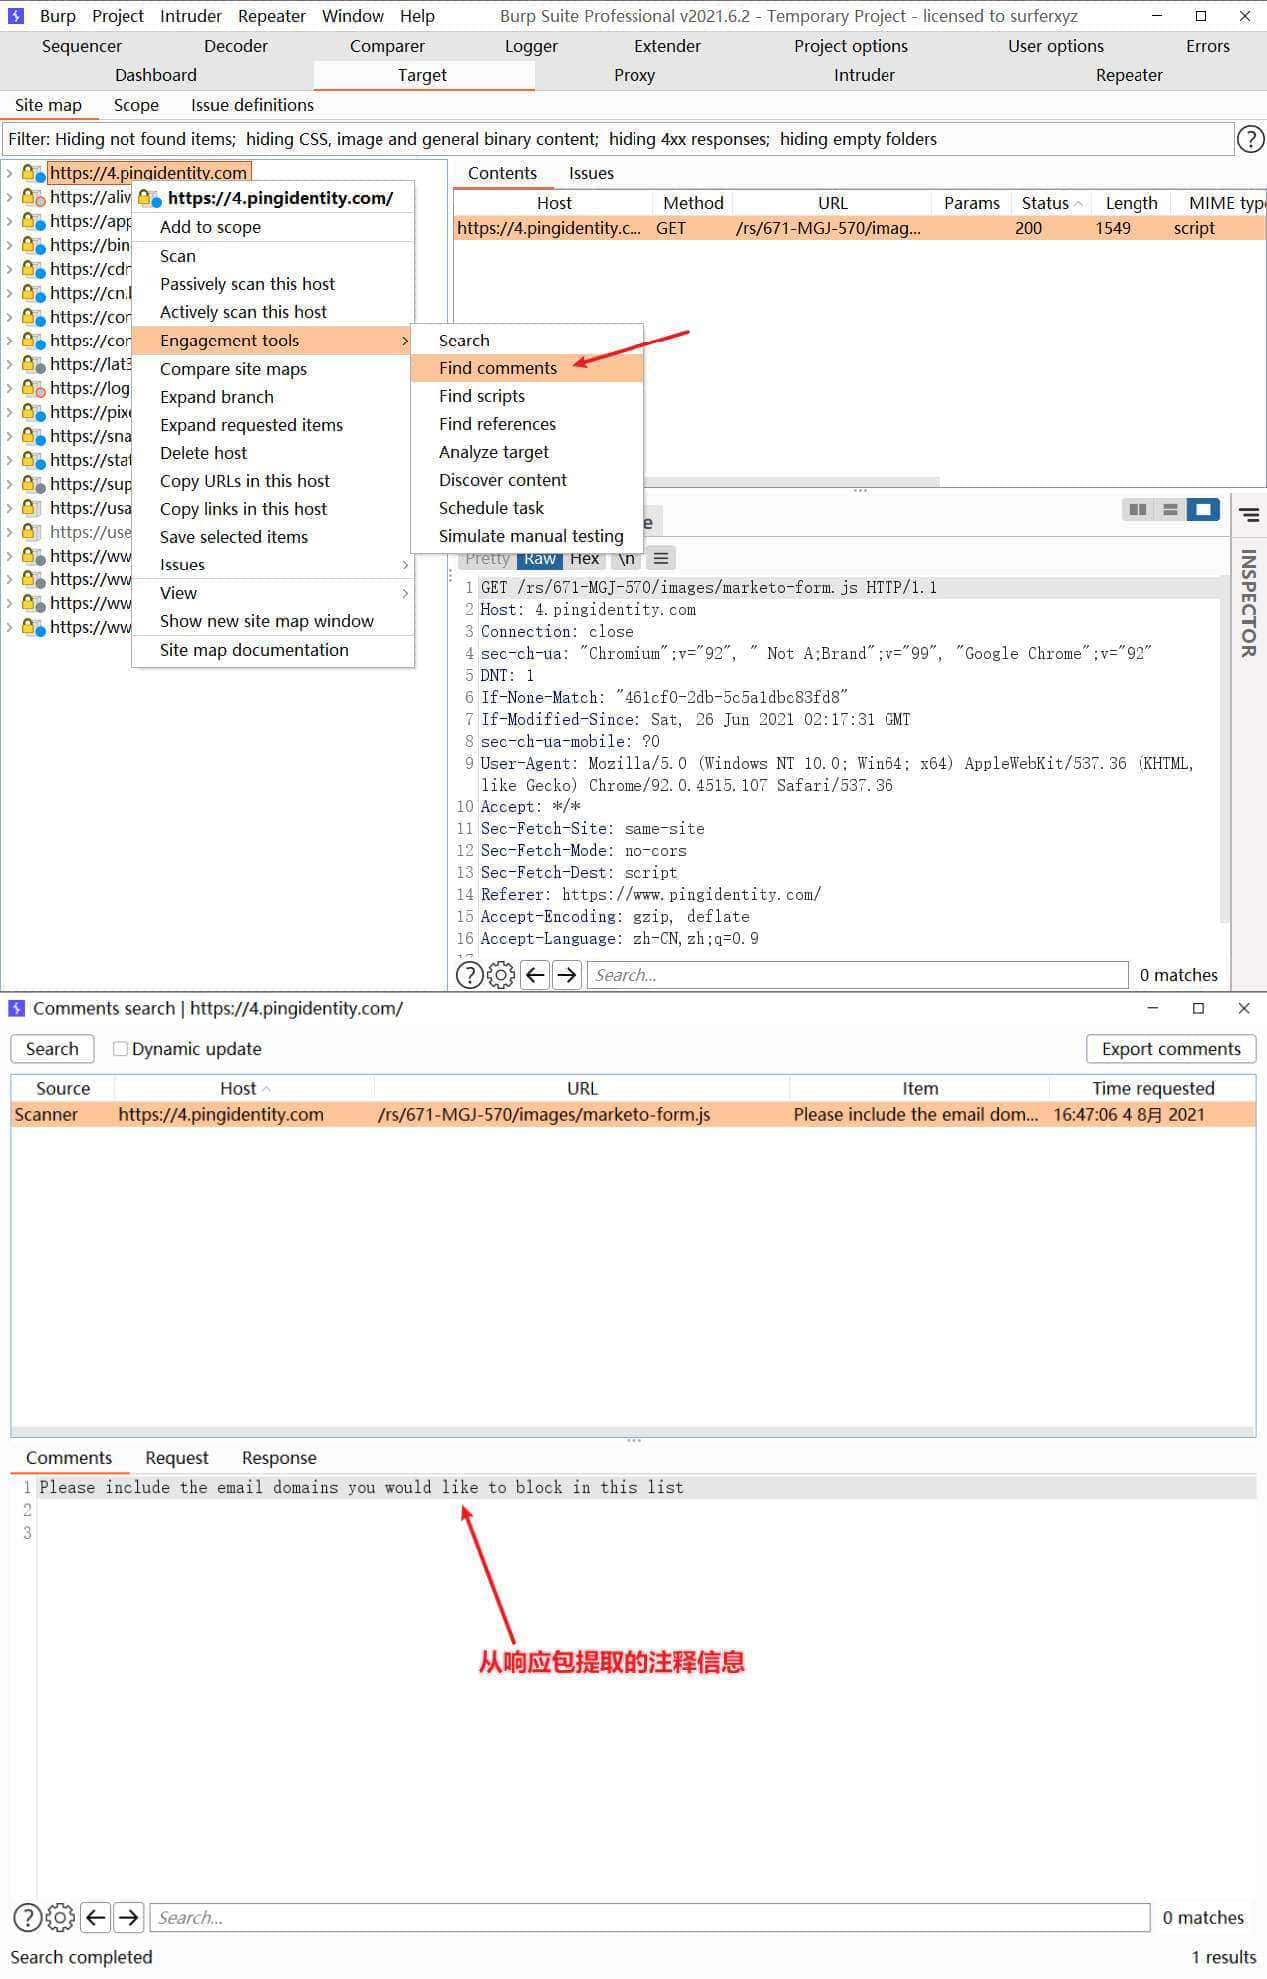 Burp Project Intruder Repeater Window Help Burp Suite Professional v2021.6.2 - Temporary Project - licensed to surferxyz
Sequencer Decoder Comparer Logger Extender Project options User options Errors
Dashboard Target Proxy Intruder Repeater
Site map Scope Issue definitions
Filter: Hiding not found items; hiding CSS, image and general binary content; hiding 4xx responses; hiding empty folders
https://4.pingidentity.com
https://aliw
https://app
https://bin
https://cdn
https://cn.l
https://con
https://con
https://lat3
https://log
https://pixe
https://sna
https://stat
https://sup
https://usa
https://use
https://ww
https://ww
https://ww
https://ww
https://4.pingidentity.com/
Add to scope
Scan
Passively scan this host
Actively scan this host
Engagement tools
Compare site maps
Expand branch
Expand requested items
Delete host
Copy URLs in this host
Copy links in this host
Save selected items
Issues
View
Show new site map window
Site map documentation
Search
Find comments
Find scripts
Find references
Analyze target
Discover content
Schedule task
Simulate manual testing
Contents Issues
Host Method URL Params Status Length MIME type
https://4.pingidentity.c... GET /rs/671-MGJ-570/imag... 200 1549 script
e
Pretty Raw Hex \n
INSPECTOR
1 GET /rs/671-MGJ-570/images/marketo-form.js HTTP/1.1
2 Host: 4.pingidentity.com
3 Connection: close
4 sec-ch-ua: "Chromium";v="92", " Not A;Brand";v="99", "Google Chrome";v="92"
5 DNT: 1
6 If-None-Match: "461cf0-2db-5c5a1dbc83fd8"
7 If-Modified-Since: Sat, 26 Jun 2021 02:17:31 GMT
8 sec-ch-ua-mobile: ?0
9 User-Agent: Mozilla/5.0 (Windows NT 10.0; Win64; x64) AppleWebKit/537.36 (KHTML,
like Gecko) Chrome/92.0.4515.107 Safari/537.36
10 Accept: */*
11 Sec-Fetch-Site: same-site
12 Sec-Fetch-Mode: no-cors
13 Sec-Fetch-Dest: script
14 Referer: https://www.pingidentity.com/
15 Accept-Encoding: gzip, deflate
16 Accept-Language: zh-CN,zh;q=0.9
Search... 0 matches
Comments search | https://4.pingidentity.com/
Search Dynamic update Export comments
Source Host URL Item Time requested
Scanner https://4.pingidentity.com /rs/671-MGJ-570/images/marketo-form.js Please include the email dom... 16:47:06 4 8月 2021
Comments Request Response
1 Please include the email domains you would like to block in this list
2
3
从响应包提取的注释信息
Search... 0 matches
Search completed 1 results